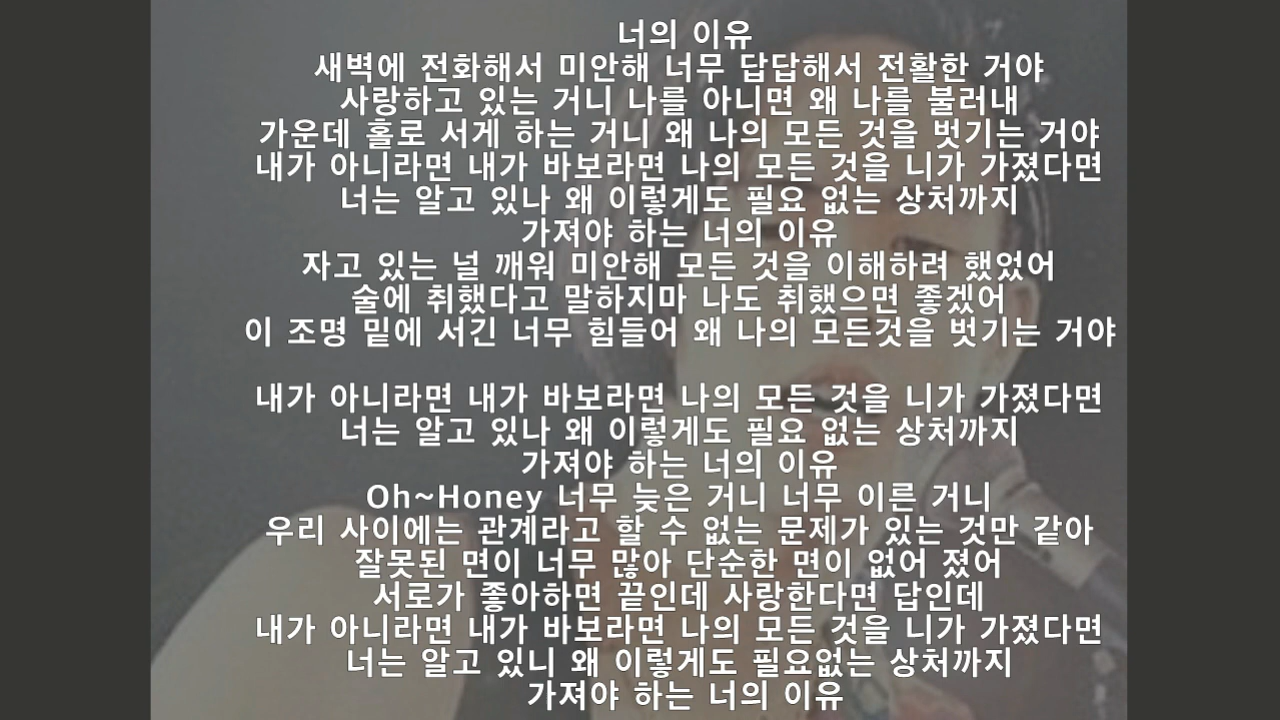 너의 이유
새벽에 전화해서 미안해 너무 답답해서 전활한 거야
사랑하고 있는 거니 나를 아니면 왜 나를 불러내
가운데 홀로 서게 하는 거니 왜 나의 모든 것을 벗기는 거야
내가 아니라면 내가 바보라면 나의 모든 것을 니가 가졌다면
너는 알고 있나 왜 이렇게도 필요 없는 상처까지
가져야 하는 너의 이유
자고 있는 널 깨워 미안해 모든 것을 이해하려 했었어
술에 취했다고 말하지마 나도 취했으면 좋겠어
이 조명 밑에 서긴 너무 힘들어 왜 나의 모든것을 벗기는 거야
내가 아니라면 내가 바보라면 나의 모든 것을 니가 가졌다면
너는 알고 있나 왜 이렇게도 필요 없는 상처까지
가져야 하는 너의 이유
Oh~Honey 너무 늦은 거니 너무 이른 거니
우리 사이에는 관계라고 할 수 없는 문제가 있는 것만 같아
잘못된 면이 너무 많아 단순한 면이 없어 졌어
서로가 좋아하면 끝인데 사랑한다면 답인데
내가 아니라면 내가 바보라면 나의 모든 것을 니가 가졌다면
너는 알고 있니 왜 이렇게도 필요없는 상처까지
가져야 하는 너의 이유